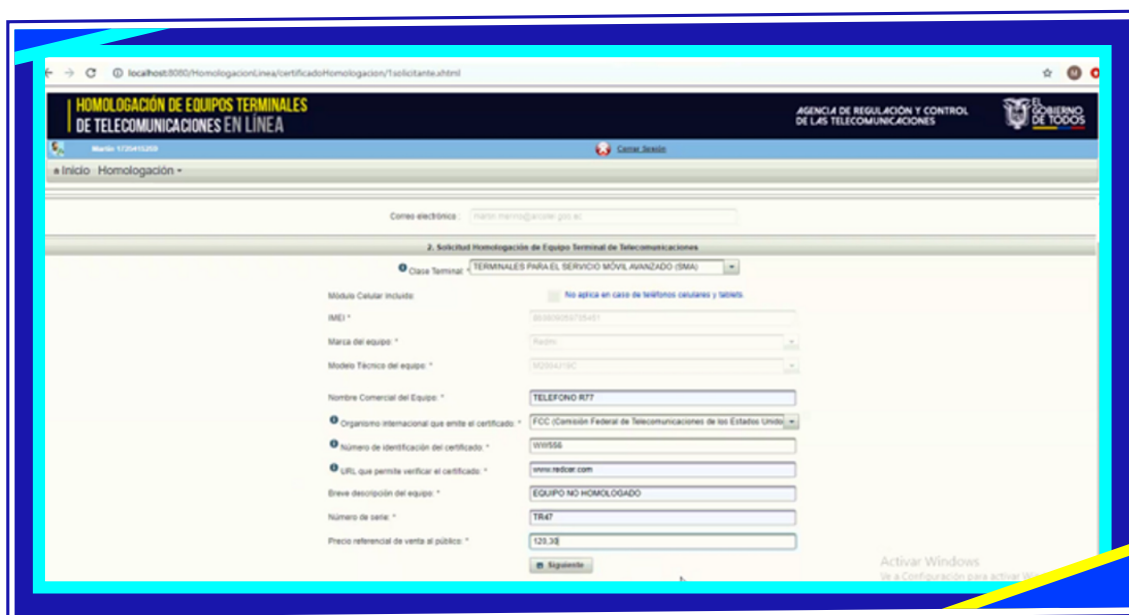 localhost:8080/HomologacionLinea/certificadoHomologacion/1solicitante.xhtml
HOMOLOGACIÓN DE EQUIPOS TERMINALES
DE TELECOMUNICACIONES EN LÍNEA
AGENCIA DE REGULACIÓN Y CONTROL
DE LAS TELECOMUNICACIONES
EL
GOBIERNO
DE TODOS
Cerrar Sesión
Inicio Homologación
Correo electrónico :
2. Solicitud Homologación de Equipo Terminal de Telecomunicaciones
Clase Terminal: * TERMINALES PARA EL SERVICIO MÓVIL AVANZADO (SMA)
Módulo Celular Incluido: No aplica en caso de teléfonos celulares y tablets.
IMEI *
Marca del equipo: * Redmi
Modelo Técnico del equipo: *
Nombre Comercial del Equipo: * TELEFONO R77
Organismo internacional que emite el certificado: * FCC (Comisión Federal de Telecomunicaciones de los Estados Unido
Número de identificación del certificado: * WW556
URL que permite verificar el certificado: * www.redcer.com
Breve descripción del equipo: * EQUIPO NO HOMOLOGADO
Número de serie: * TR47
Precio referencial de venta al público: * 120,30
Siguiente
Activar Windows
Ve a Configuración para activar